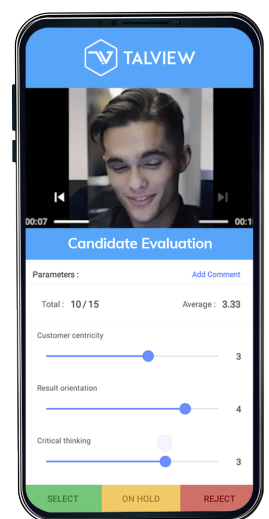 TALVIEW
00:07
Candidate Evaluation
Parameters :
Add Comment
Total : 10/15
Average : 3.33
Customer centricity
3
Result orientation
4
Critical thinking
3
SELECT
ON HOLD
REJECT